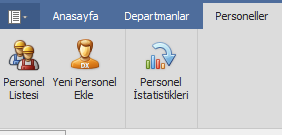 Anasayfa Departmanlar Personeller
Personel Listesi
Yeni Personel Ekle
Personel İstatistikleri